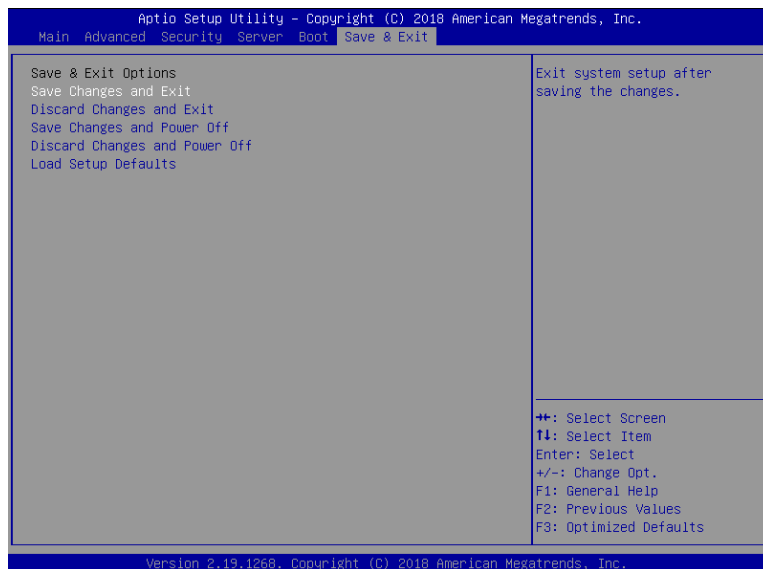 Aptio Setup Utility – Copyright (C) 2018 American Megatrends, Inc.
Main Advanced Security Server Boot Save & Exit
Save & Exit Options
Save Changes and Exit
Discard Changes and Exit
Save Changes and Power Off
Discard Changes and Power Off
Load Setup Defaults
Exit system setup after
saving the changes.
→←: Select Screen
↑↓: Select Item
Enter: Select
+/-: Change Opt.
F1: General Help
F2: Previous Values
F3: Optimized Defaults
Version 2.19.1268. Copyright (C) 2018 American Megatrends, Inc.